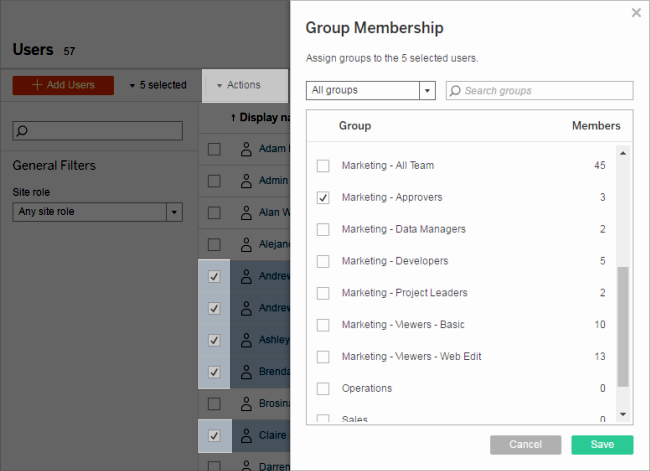 Users 57
+ Add Users
5 selected
Actions
General Filters
Site role
Any site role
↑ Display na
Adam
Admin
Alan W
Alejan
Andrew
Andrew
Ashley
Brenda
Brosina
Claire
Darren
Group Membership
Assign groups to the 5 selected users.
All groups
Search groups
Group Members
Marketing - All Team 45
Marketing - Approvers 3
Marketing - Data Managers 2
Marketing - Developers 5
Marketing - Project Leaders 2
Marketing - Viewers - Basic 10
Marketing - Viewers - Web Edit 13
Operations 0
Sales 0
Cancel
Save